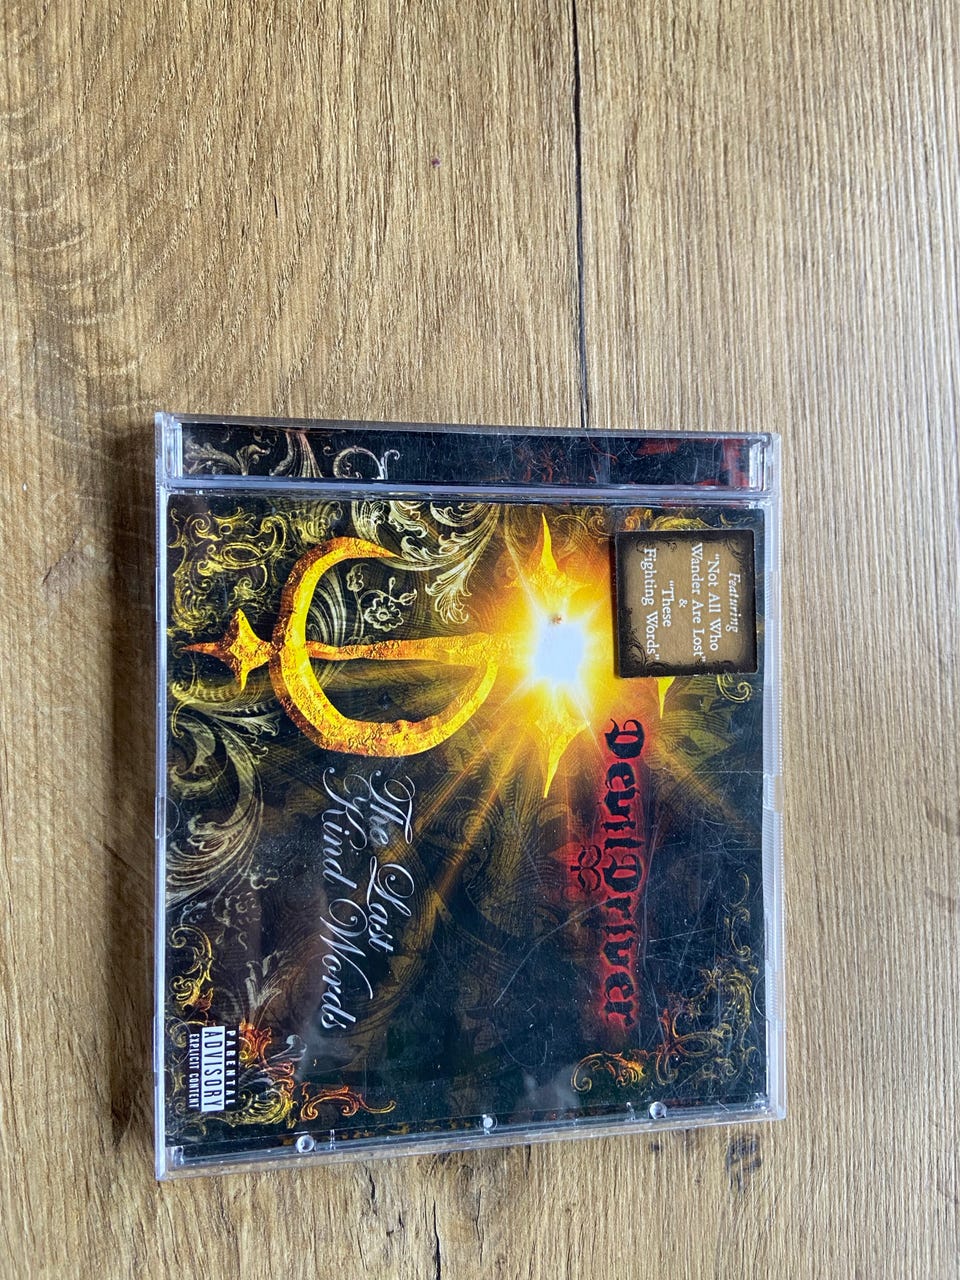 Featuring
"Not All Who
Wander Are Lost"
&
"These
Fighting Words"
DevilDriver
The Last
Kind Words
PARENTAL
ADVISORY
EXPLICIT CONTENT